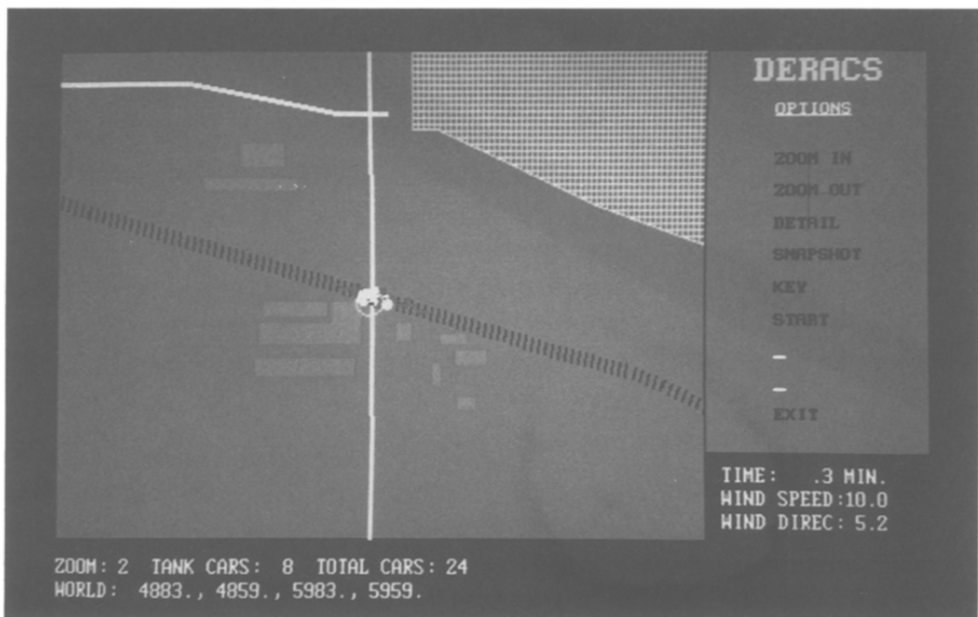 DERACS
OPTIONS
ZOOM IN
ZOOM OUT
DETAIL
SNAPSHOT
KEY
START
EXIT
TIME: .3 MIN.
WIND SPEED:10.0
WIND DIREC: 5.2
ZOOM: 2 TANK CARS: 8 TOTAL CARS: 24
WORLD: 4883., 4859., 5983., 5959.